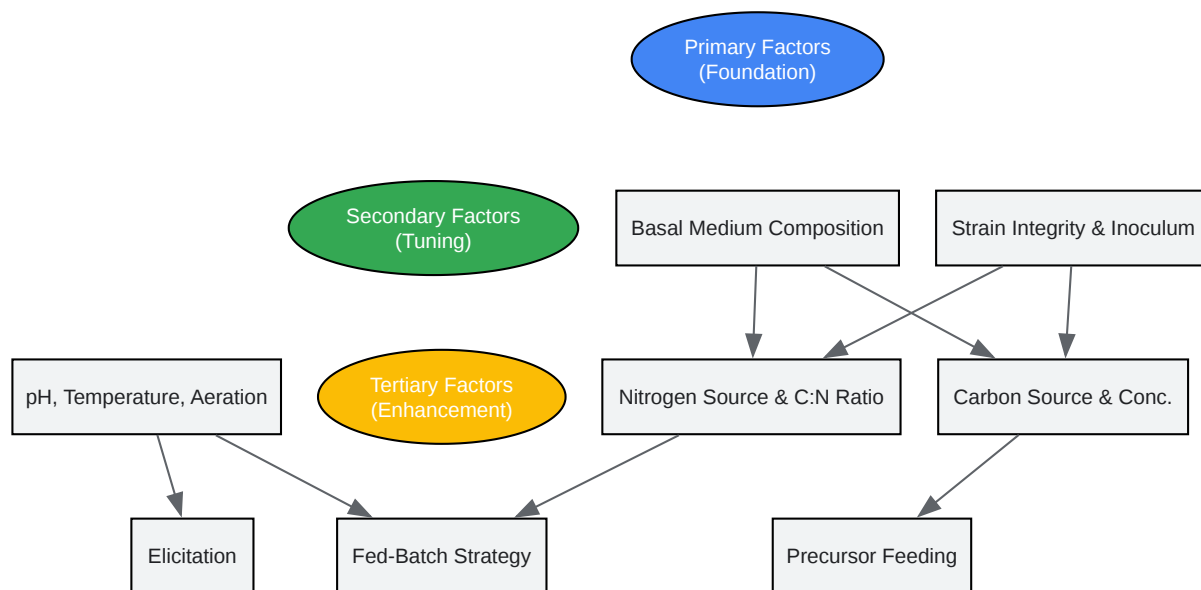 Primary Factors
(Foundation)
Secondary Factors
(Tuning)
Basal Medium Composition
Strain Integrity & Inoculum
pH, Temperature, Aeration
Tertiary Factors
(Enhancement)
Nitrogen Source & C:N Ratio
Carbon Source & Conc.
Elicitation
Fed-Batch Strategy
Precursor Feeding